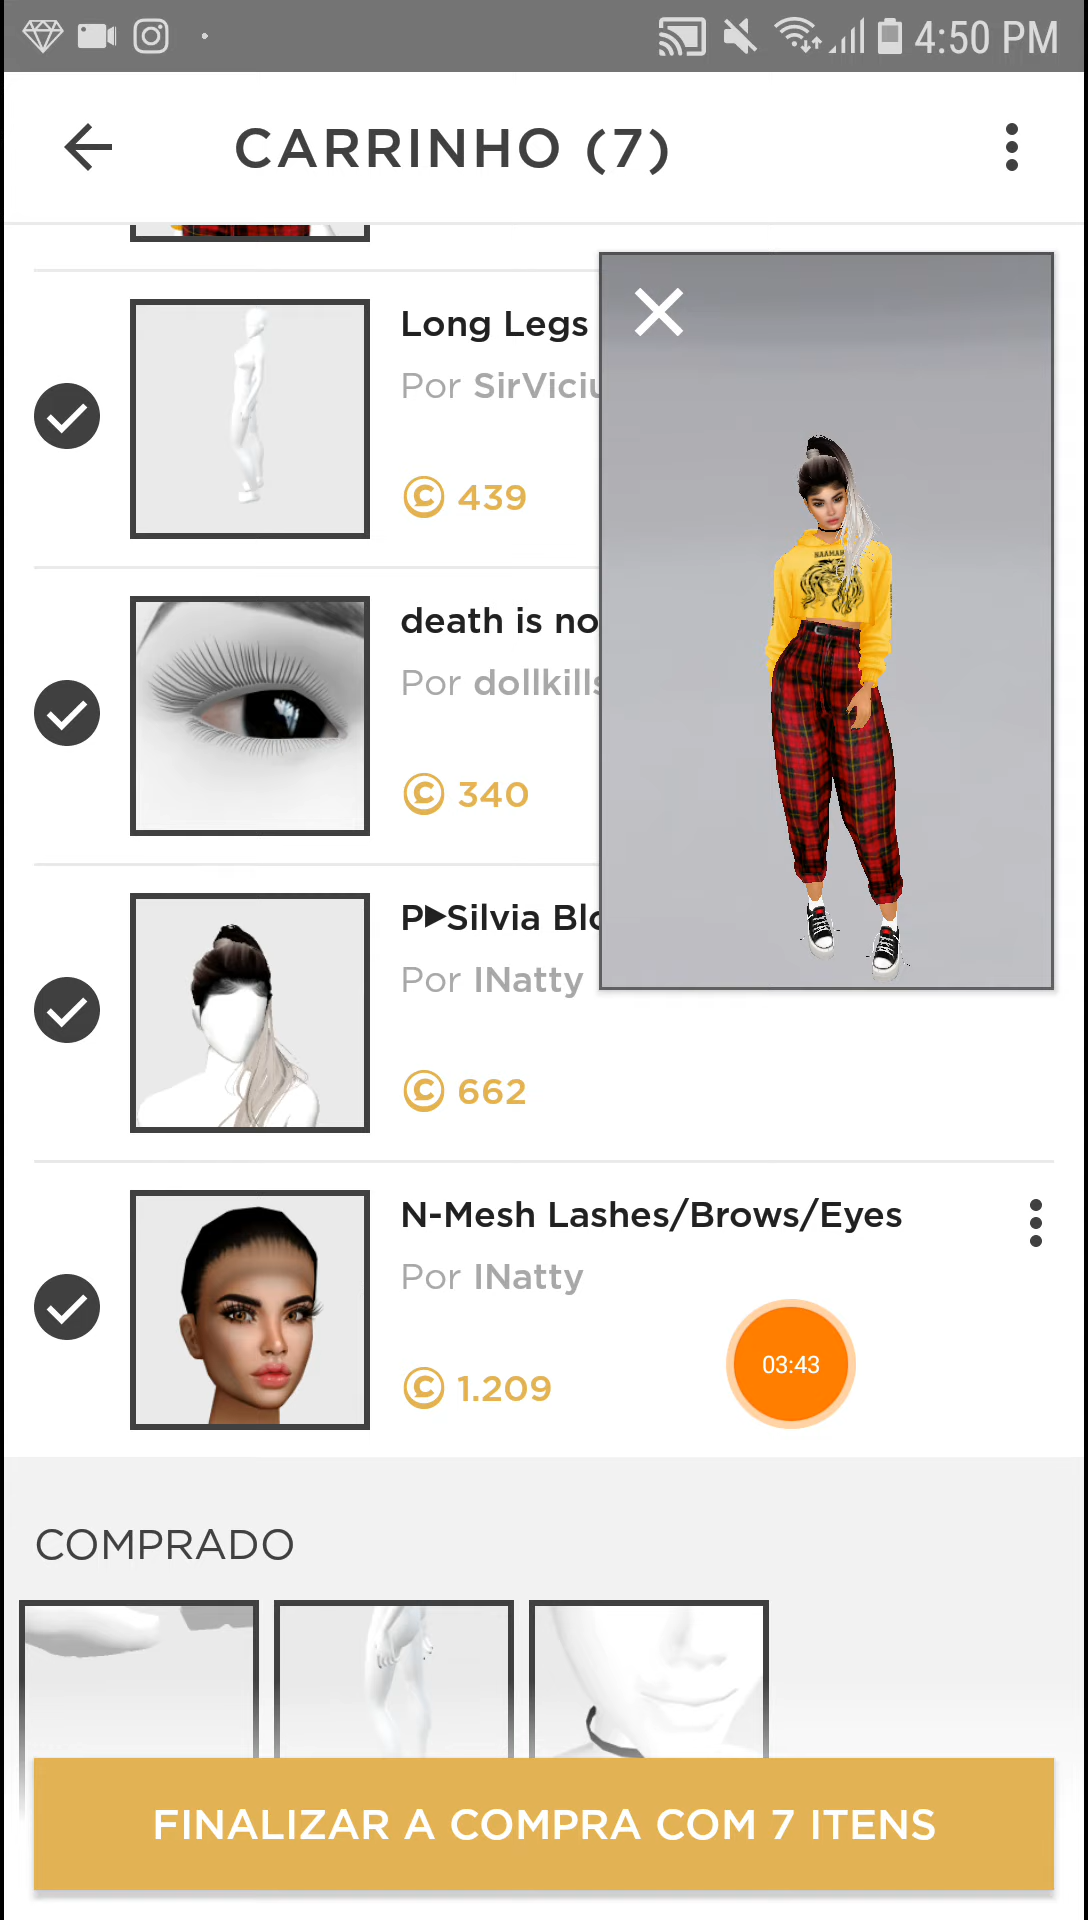 4:50 PM
CARRINHO (7)
Long Legs
Por SirViciu
439
death is no
Por dollkills
340
P▶Silvia Blo
Por INatty
662
N-Mesh Lashes/Brows/Eyes
Por INatty
1.209
03:43
COMPRADO
FINALIZAR A COMPRA COM 7 ITENS